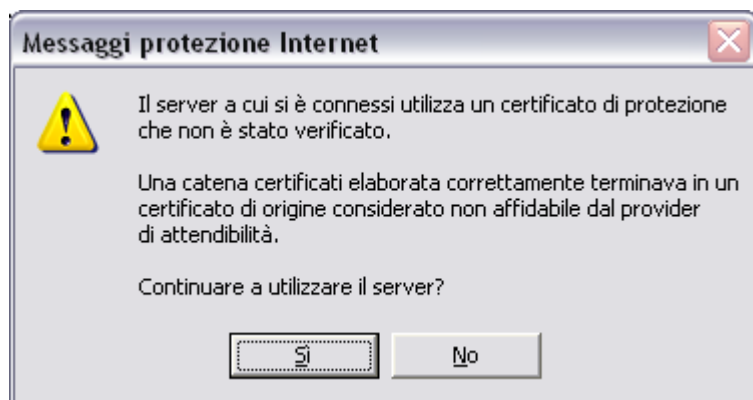 Messaggi protezione Internet
Il server a cui si è connessi utilizza un certificato di protezione
che non è stato verificato.
Una catena certificati elaborata correttamente terminava in un
certificato di origine considerato non affidabile dal provider
di attendibilità.
Continuare a utilizzare il server?
Sì
No